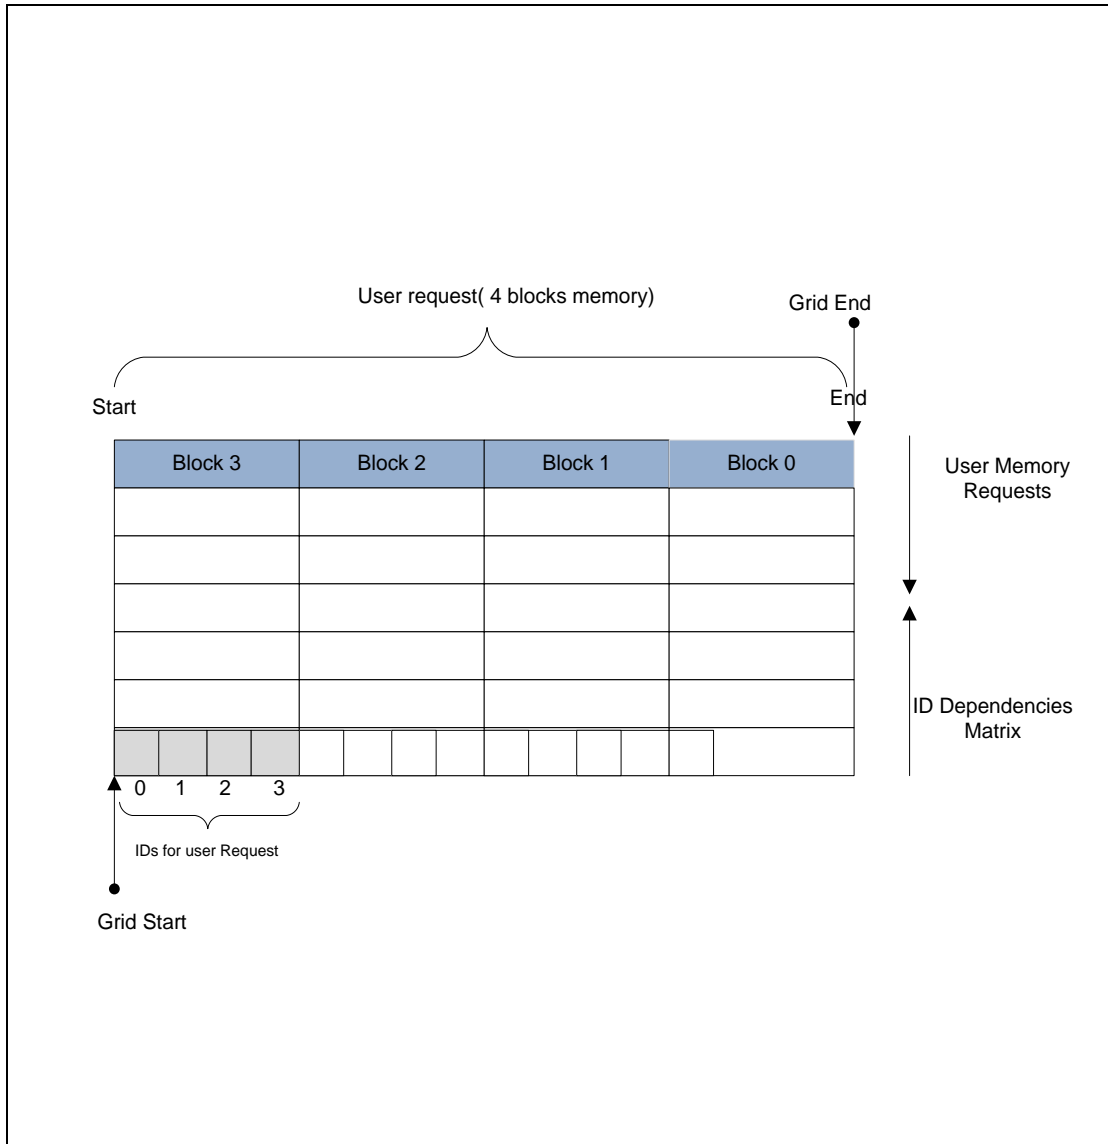 User request( 4 blocks memory)
Grid End
Start
End
Block 3 Block 2 Block 1 Block 0
User Memory
Requests
ID Dependencies
Matrix
0 1 2 3
IDs for user Request
Grid Start